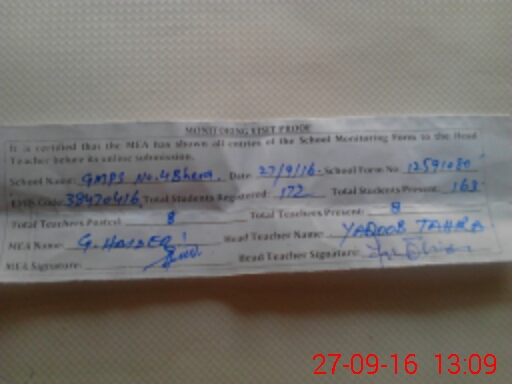 MONITORING VISIT PROOF
It is certified that the MEA has shown all entries of the School Monitoring Form to the Head
Teacher before its online submission.
School Name: GMPS No.4 Bhera. Date 27/9/16. School Form No 12591080
EMIS Code 38470416 Total Students Registered: 172 Total Students Present: 163
Total Teachers Posted: 8 Total Teachers Present: 8
MEA Name: G. HAIDER Head Teacher Name: YAQOOB TAHIR
MEA Signature: Head Teacher Signature:
27-09-16 13:09